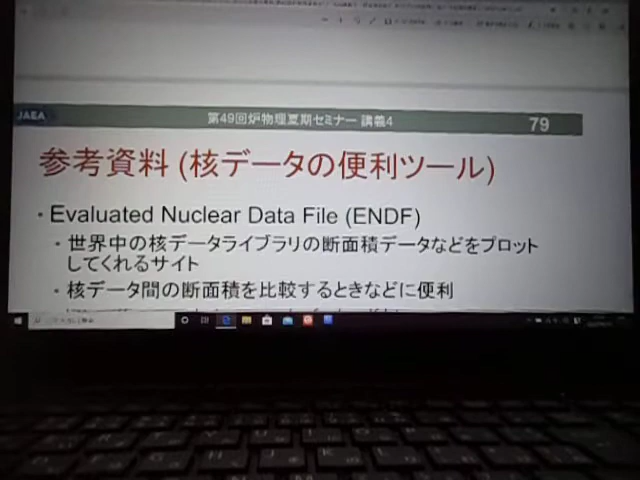 JAEA
第49回炉物理夏期セミナー 講義4
79
参考資料 (核データの便利ツール)
・Evaluated Nuclear Data File (ENDF)
・世界中の核データライブラリの断面積データなどをプロット
してくれるサイト
・核データ間の断面積を比較するときなどに便利